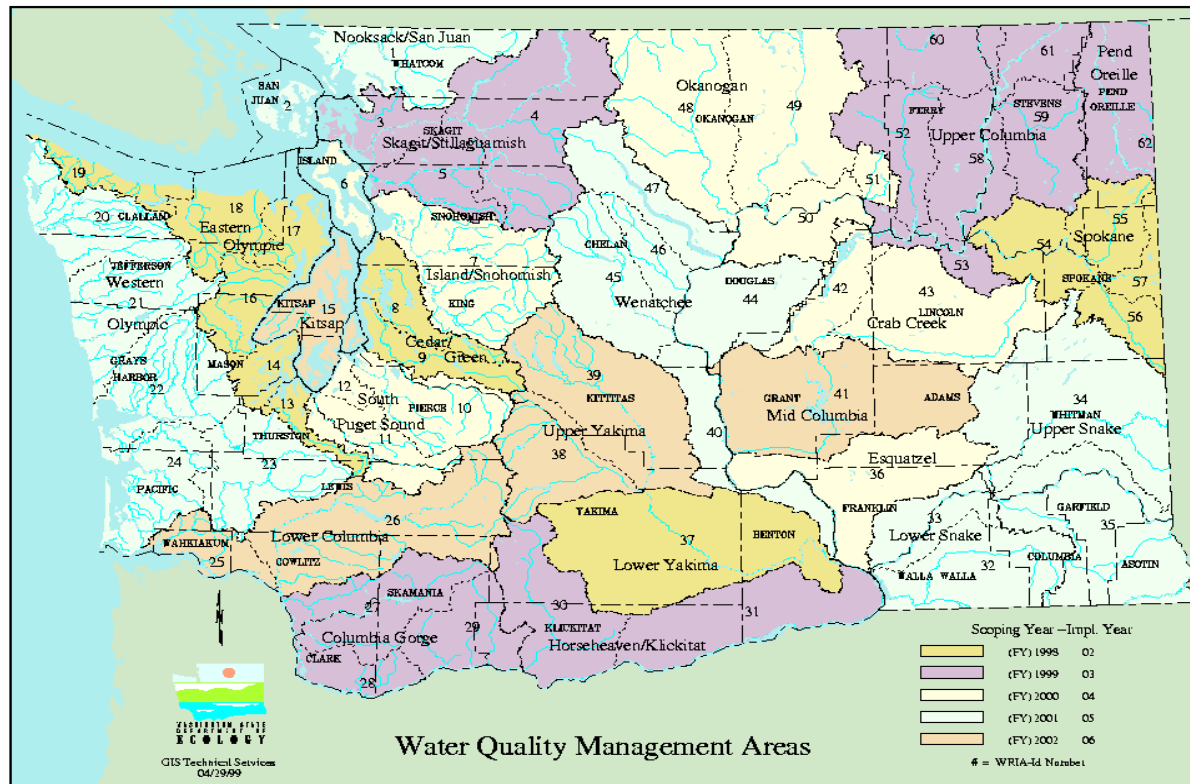 Nooksack/San Juan
1
WHATCOM
SAN
JUAN
2
3
SKAGIT
Skagit/Stillaguamish
4
5
ISLAND
6
Okanogan
48
49
OKANOGAN
60
61
Pend
Oreille
PEND
OREILLE
FERRY
52
STEVENS
59
Upper Columbia
58
62
19
20
CLALLAM
18
Eastern
Olympic
17
SNOHOMISH
7
Island/Snohomish
KING
47
CHELAN
46
45
Wenatchee
50
51
DOUGLAS
44
42
43
LINCOLN
Crab Creek
53
54
55
Spokane
SPOKANE
57
56
JEFFERSON
Western
21
Olympic
GRAYS
HARBOR
22
16
KITSAP
15
Kitsap
MASON
14
13
8
Cedar/Green
9
12
South
PIERCE
10
Puget Sound
11
THURSTON
23
24
PACIFIC
LEWIS
39
KITTITAS
Upper Yakima
38
40
GRANT
41
Mid Columbia
ADAMS
Esquatzel
36
FRANKLIN
34
WHITMAN
Upper Snake
33
Lower Snake
32
WALLA WALLA
COLUMBIA
GARFIELD
35
ASOTIN
WAHKIAKUM
25
26
Lower Columbia
COWLITZ
YAKIMA
37
BENTON
Lower Yakima
SKAMANIA
27
Columbia Gorge
29
CLARK
28
30
KLICKITAT
31
Horseheaven/Klickitat
Scoping Year –Impl. Year
(FY) 1998 02
(FY) 1999 03
(FY) 2000 04
(FY) 2001 05
(FY) 2002 06
# = WRIA-Id Number
WASHINGTON STATE
DEPARTMENT OF
ECOLOGY
GIS Technical Services
04/29/99
Water Quality Management Areas